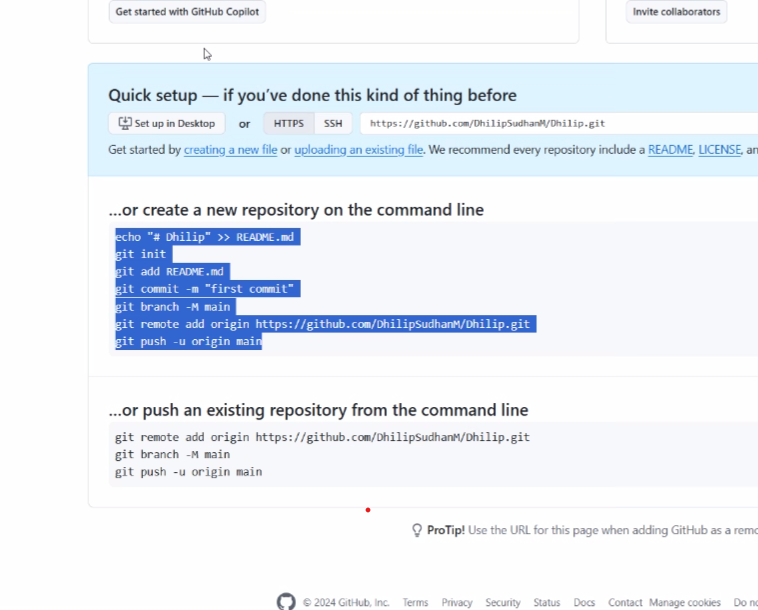 Get started with GitHub Copilot
Invite collaborators
Quick setup — if you've done this kind of thing before
Set up in Desktop or HTTPS SSH https://github.com/DhilipSudhanM/Dhilip.git
Get started by creating a new file or uploading an existing file. We recommend every repository include a README, LICENSE,
...or create a new repository on the command line
echo "# Dhilip" >> README.md
git init
git add README.md
git commit -m "first commit"
git branch -M main
git remote add origin https://github.com/DhilipSudhanM/Dhilip.git
git push -u origin main
...or push an existing repository from the command line
git remote add origin https://github.com/DhilipSudhanM/Dhilip.git
git branch -M main
git push -u origin main
ProTip! Use the URL for this page when adding GitHub as a
© 2024 GitHub, Inc. Terms Privacy Security Status Docs Contact Manage cookies Do